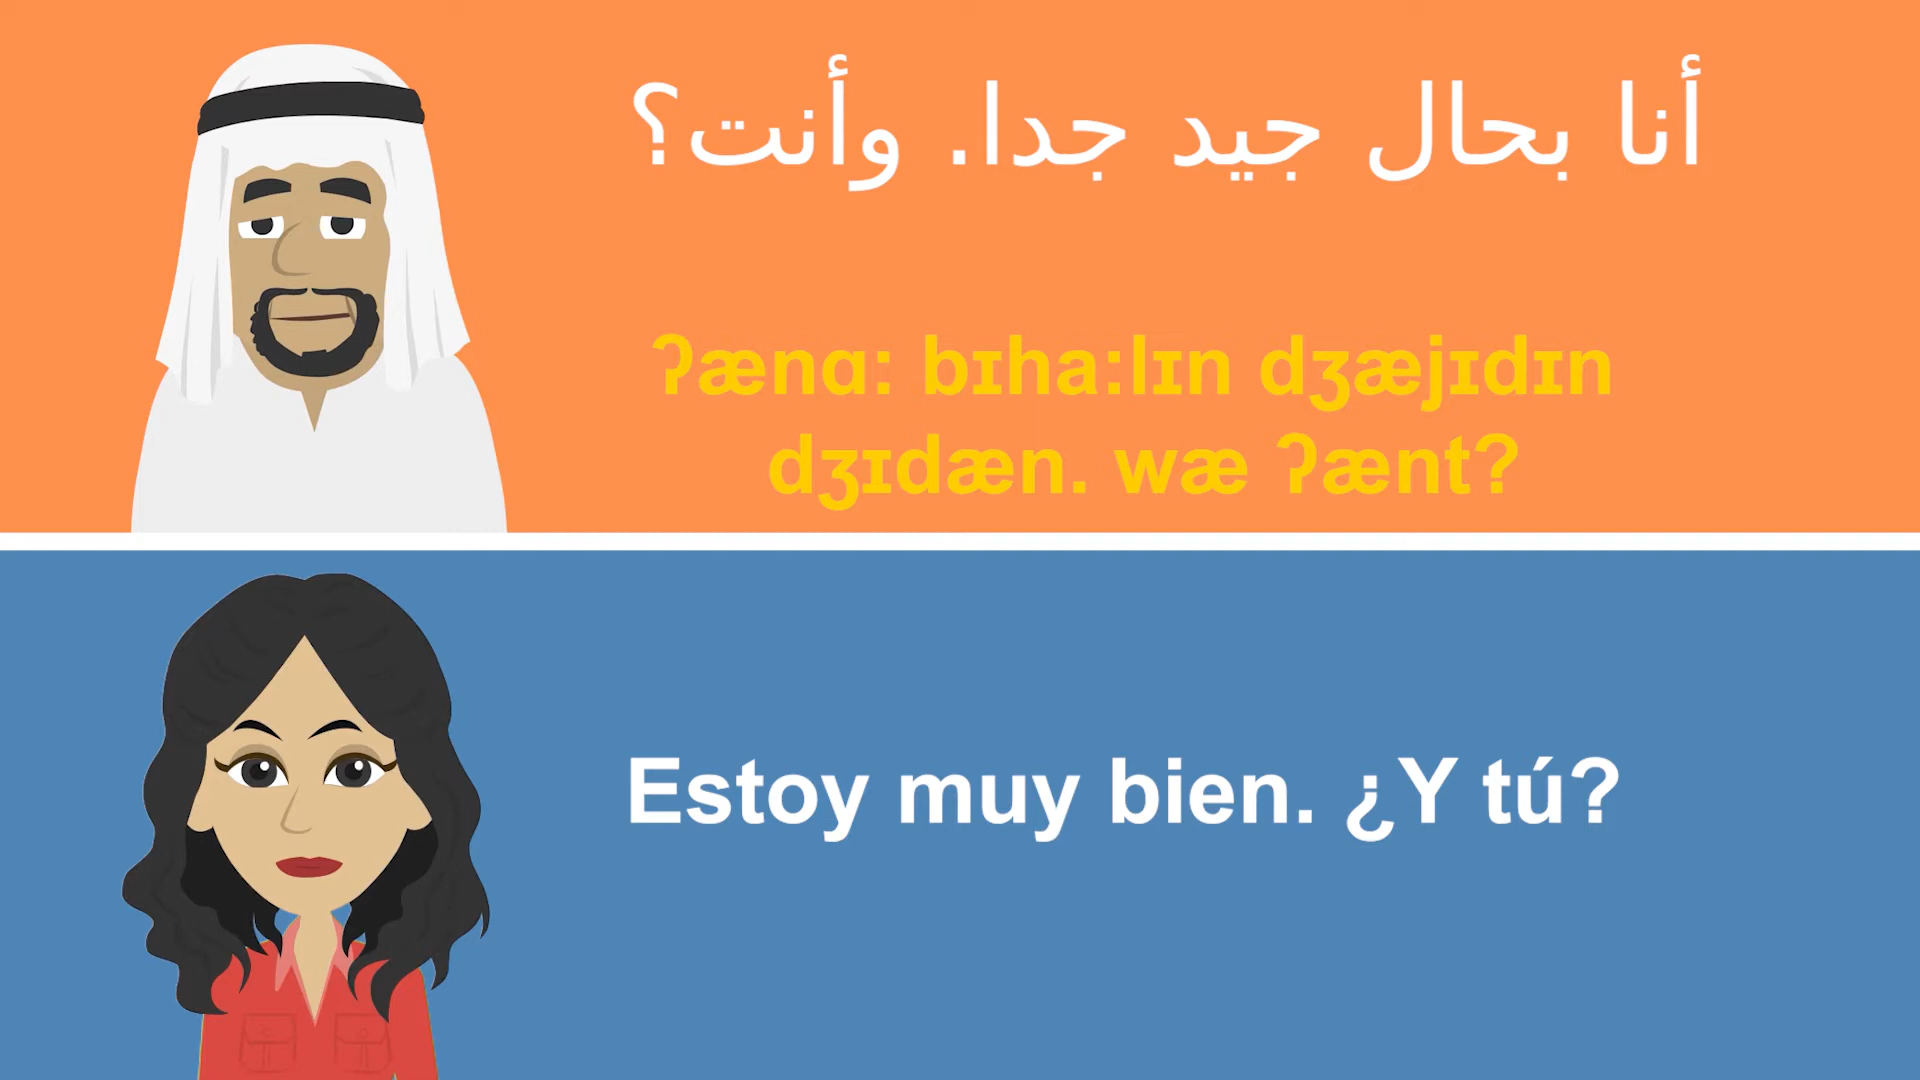 أنا بحال جيد جدا. وأنت؟
ʔænɑ: bɪha:lɪn dʒæjɪdɪn
dʒɪdæn. wæ ʔænt?
Estoy muy bien. ¿Y tú?